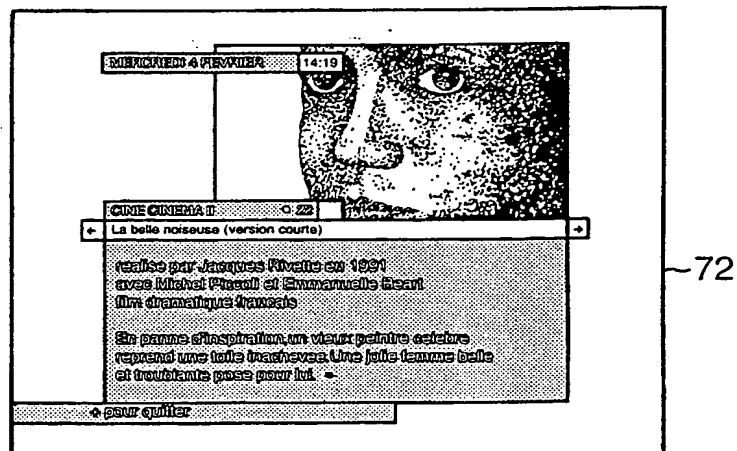 MERCREDI 4 FEVRIER 14:19
CINE CINEMA II 22
← La belle noiseuse (version courte) →
realise par Jacques Rivette en 1991
avec Michel Piccoli et Emmanuelle Beart
film dramatique francais
En panne d'inspiration,un vieux peintre celebre
reprend une toile inachevee.Une jolie femme belle
et troublante pose pour lui.
pour quitter
72